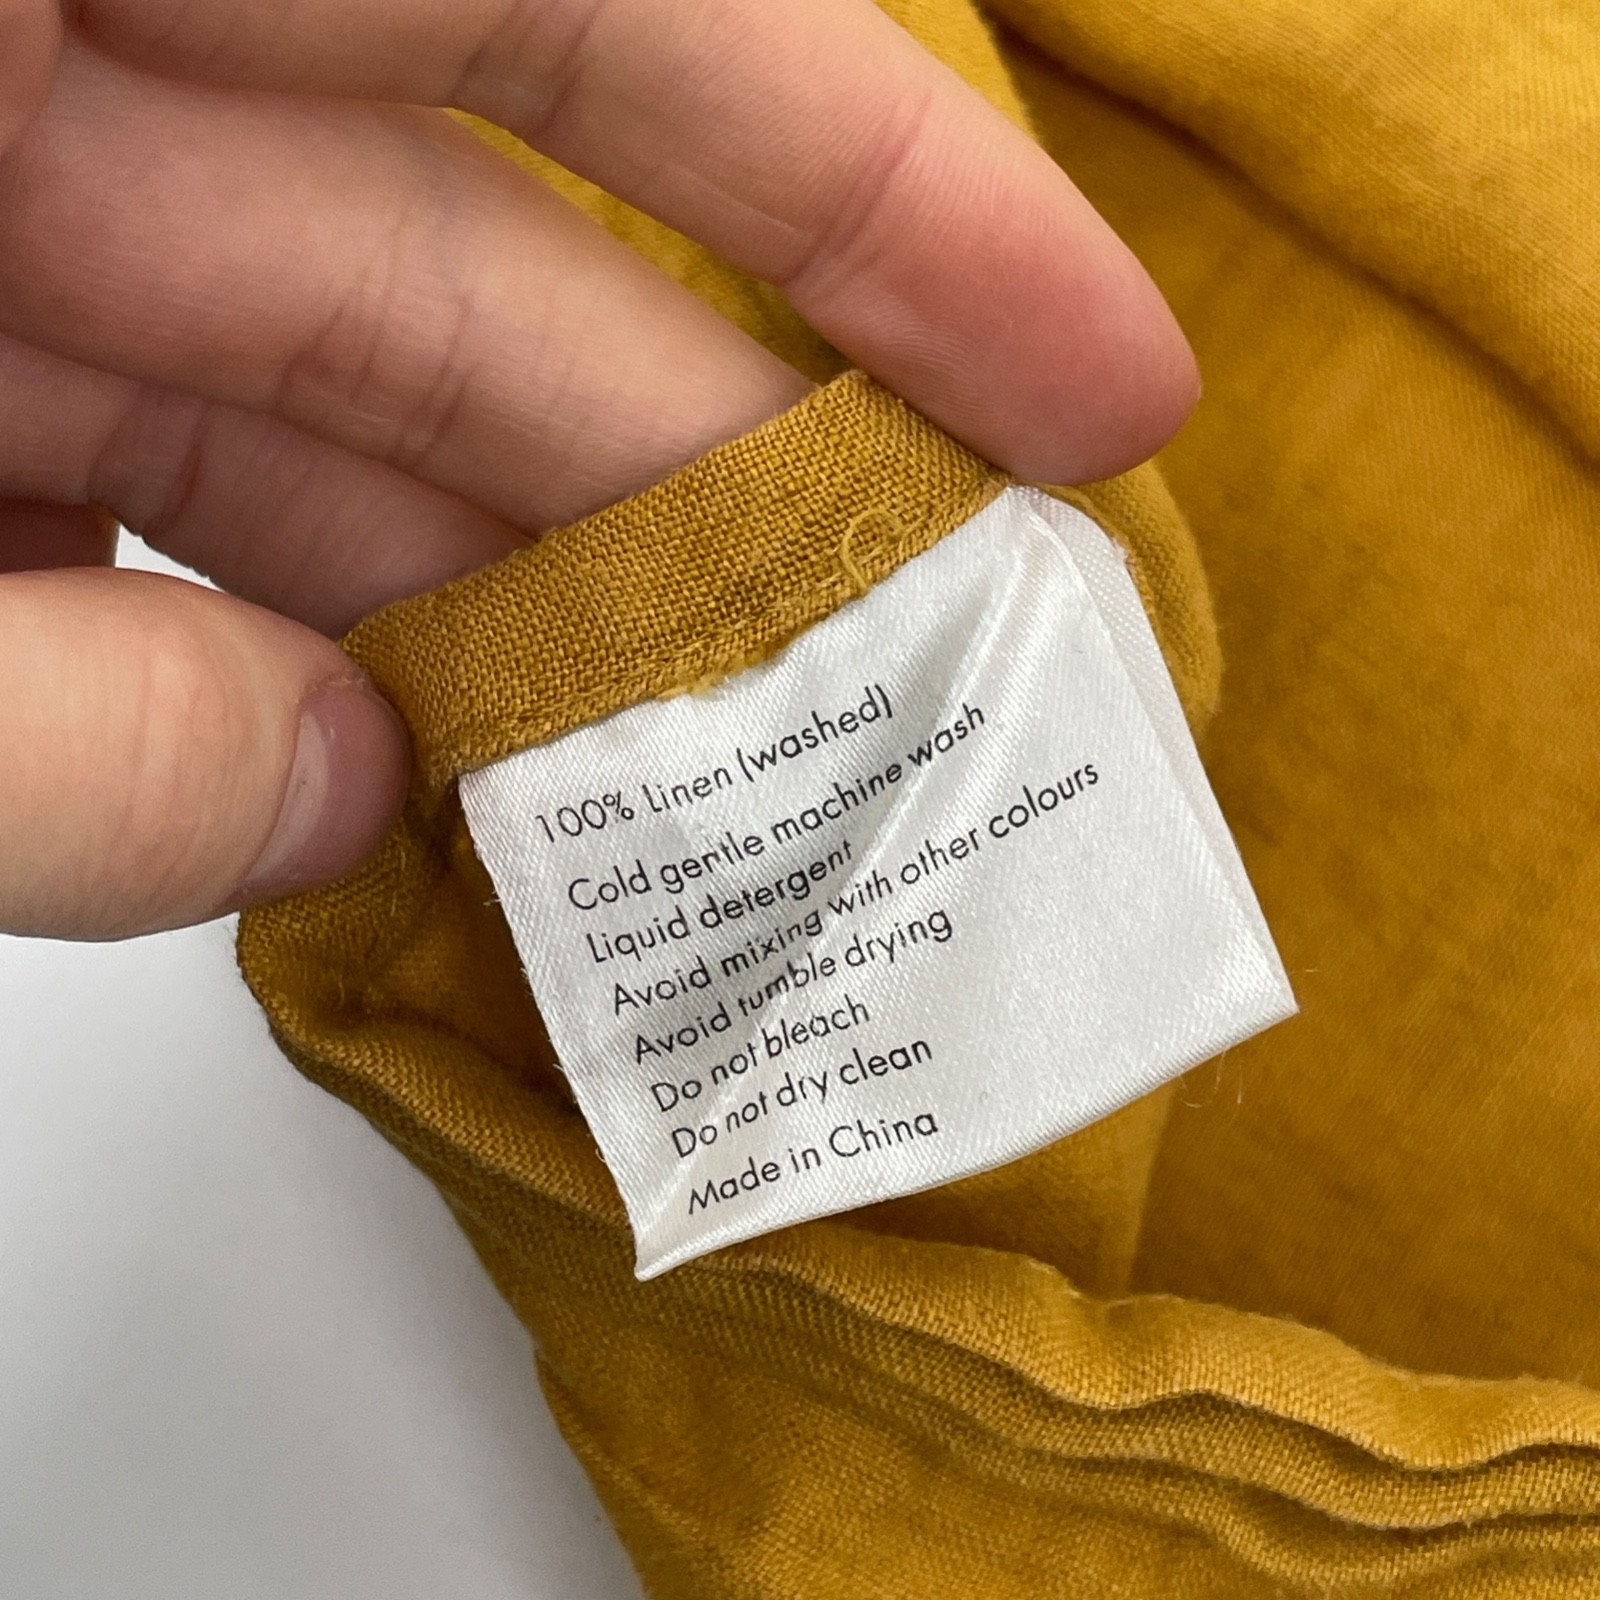 100% Linen (washed)
Cold gentle machine wash
Liquid detergent
Avoid mixing with other colours
Avoid tumble drying
Do not bleach
Do not dry clean
Made in China